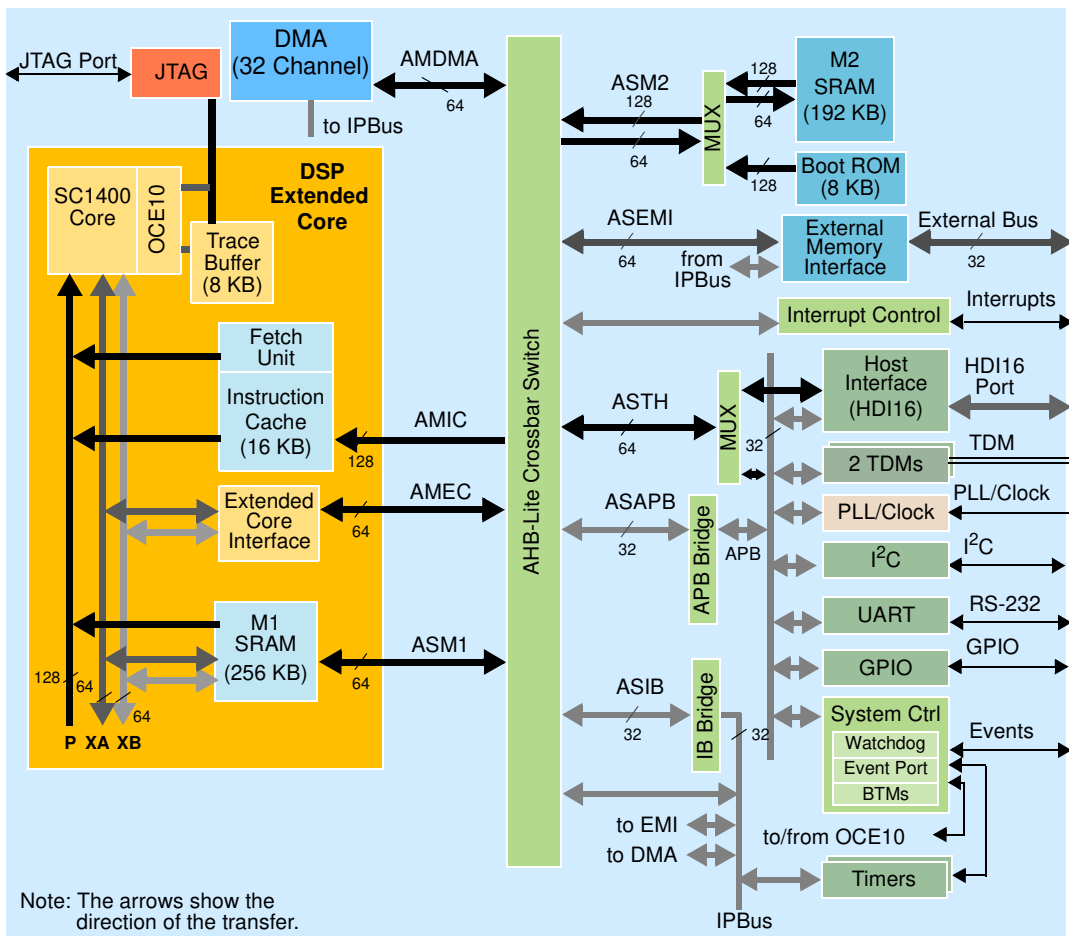 JTAG Port
JTAG
DMA
(32 Channel)
AMDMA
64
to IPBus
DSP
Extended
Core
SC1400
Core
OCE10
Trace
Buffer
(8 KB)
Fetch
Unit
Instruction
Cache
(16 KB)
AMIC
128
Extended
Core
Interface
AMEC
64
M1
SRAM
(256 KB)
ASM1
64
128
64
64
P
XA
XB
Note: The arrows show the
direction of the transfer.
AHB-Lite Crossbar Switch
ASM2
128
64
MUX
128
64
128
M2
SRAM
(192 KB)
Boot ROM
(8 KB)
ASEMI
64
from
IPBus
External
Memory
Interface
External Bus
32
Interrupt Control
Interrupts
ASTH
64
MUX
32
Host
Interface
(HDI16)
HDI16
Port
2 TDMs
TDM
ASAPB
32
APB Bridge
APB
PLL/Clock
PLL/Clock
I2C
I2C
UART
RS-232
GPIO
GPIO
ASIB
32
IB Bridge
32
System Ctrl
Watchdog
Event Port
BTMs
Events
to EMI
to DMA
to/from OCE10
Timers
IPBus